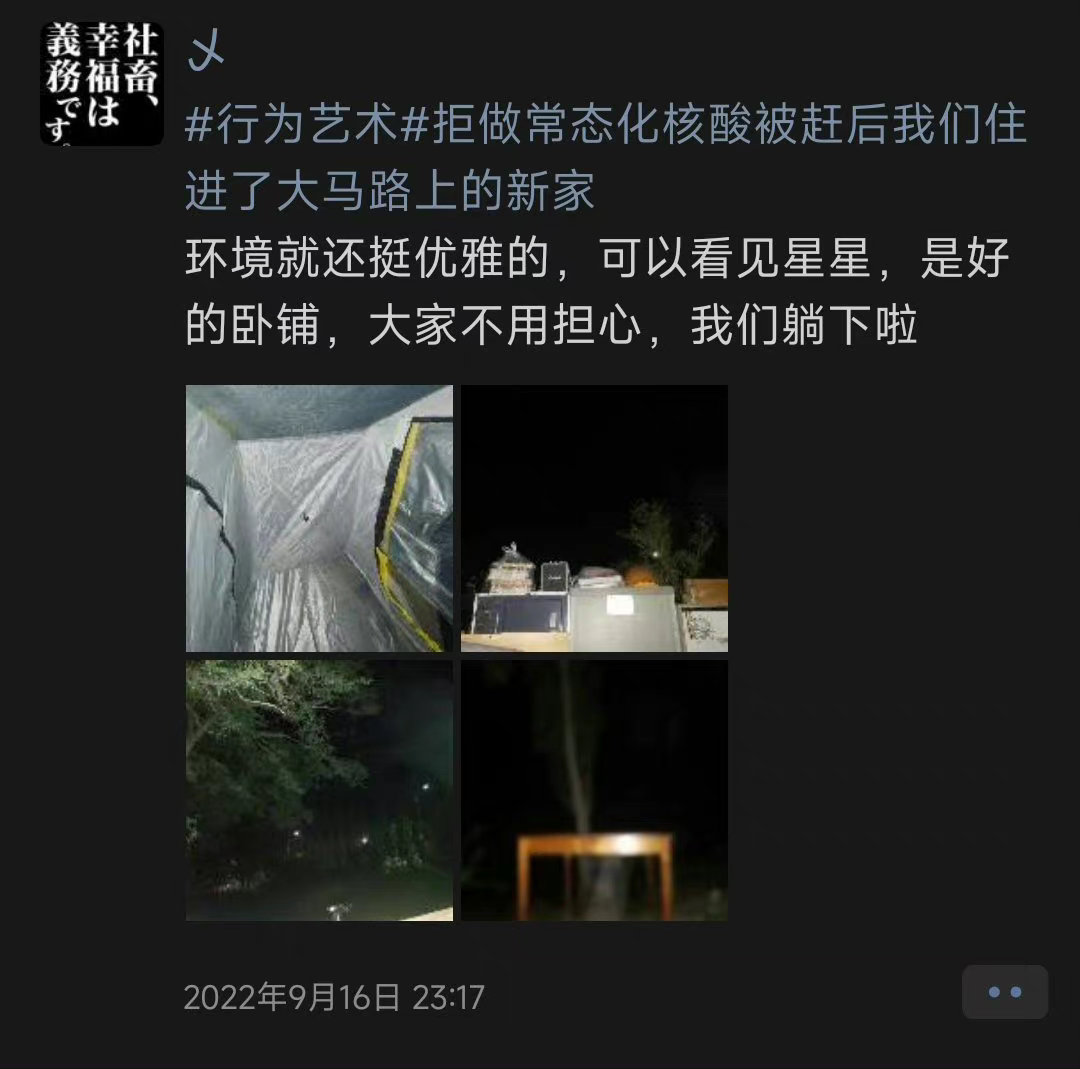 社畜、
幸福は
義務です。
乄
#行为艺术#拒做常态化核酸被赶后我们住
进了大马路上的新家
环境就还挺优雅的，可以看见星星，是好
的卧铺，大家不用担心，我们躺下啦
2022年9月16日 23:17